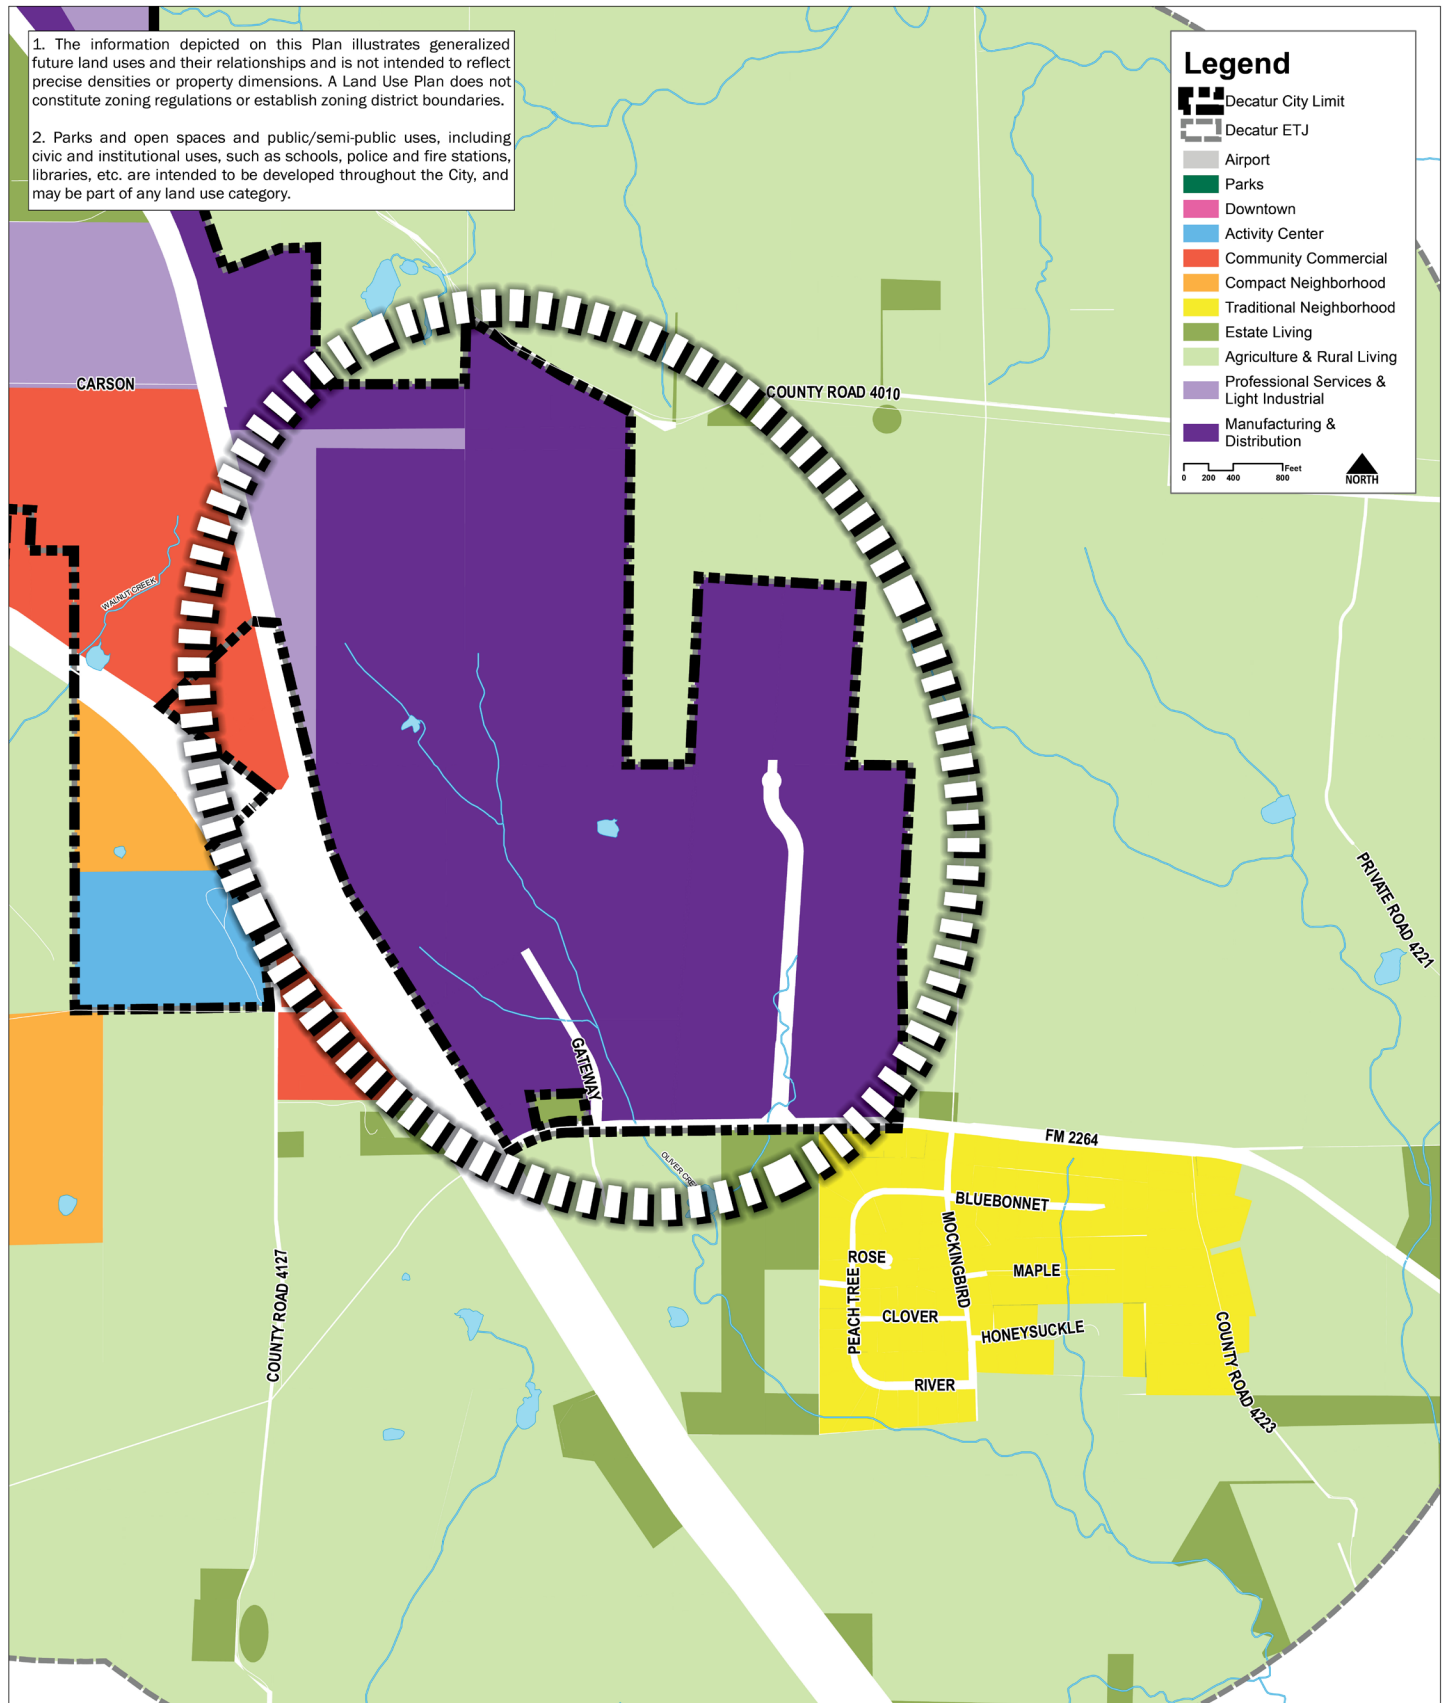 1. The information depicted on this Plan illustrates generalized
future land uses and their relationships and is not intended to reflect
precise densities or property dimensions. A Land Use Plan does not
constitute zoning regulations or establish zoning district boundaries.
2. Parks and open spaces and public/semi-public uses, including
civic and institutional uses, such as schools, police and fire stations,
libraries, etc. are intended to be developed throughout the City, and
may be part of any land use category.
Legend
Decatur City Limit
Decatur ETJ
Airport
Parks
Downtown
Activity Center
Community Commercial
Compact Neighborhood
Traditional Neighborhood
Estate Living
Agriculture & Rural Living
Professional Services &
Light Industrial
Manufacturing &
Distribution
Feet
0 200 400 800
NORTH
CARSON
COUNTY ROAD 4010
WALNUT CREEK
PRIVATE ROAD 4221
GATEWAY
FM 2264
OLIVER
BLUEBONNET
MOCKINGBIRD
ROSE
MAPLE
PEACH TREE
CLOVER
HONEYSUCKLE
RIVER
COUNTY ROAD 4127
COUNTY ROAD 4223